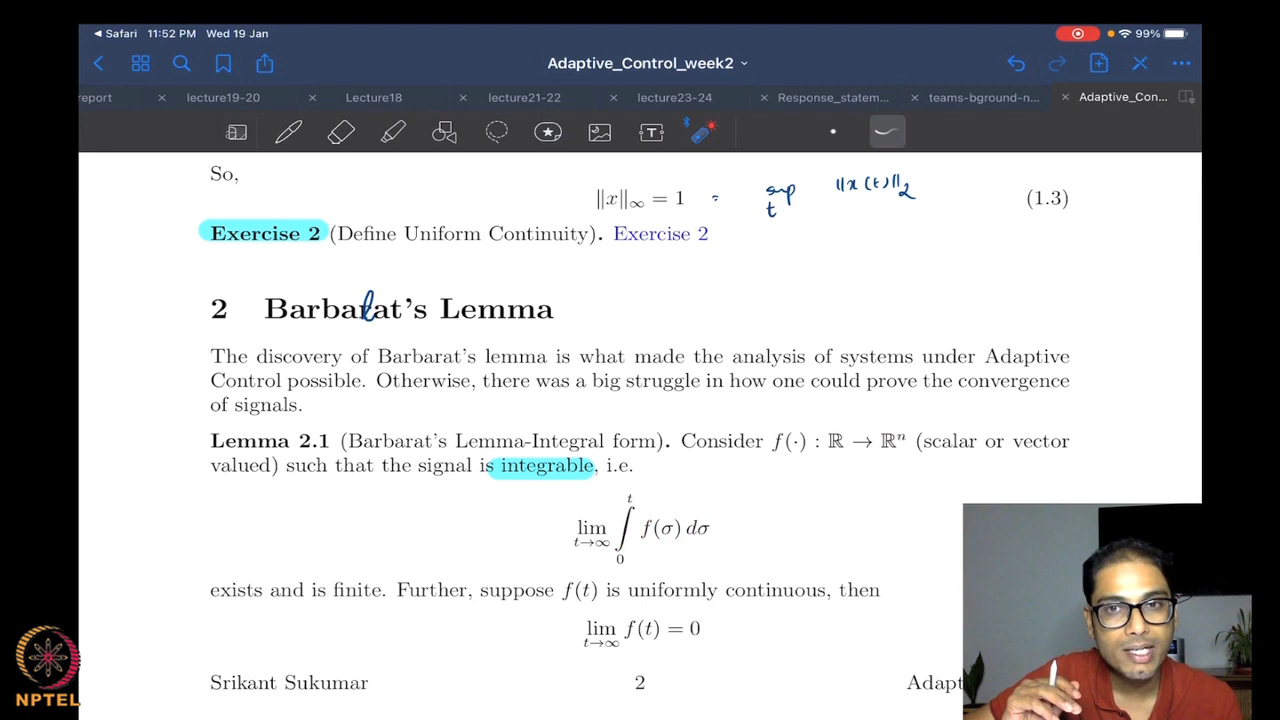 Safari 11:52 PM Wed 19 Jan 99%
Adaptive_Control_week2
report lecture19-20 Lecture18 lecture21-22 lecture23-24 Response_statem... teams-bground-n... Adaptive_Con...
So,
‖x‖∞ = 1 = sup t ‖x(t)‖2 (1.3)
Exercise 2 (Define Uniform Continuity). Exercise 2
2 Barbalat's Lemma
The discovery of Barbarat's lemma is what made the analysis of systems under Adaptive
Control possible. Otherwise, there was a big struggle in how one could prove the convergence
of signals.
Lemma 2.1 (Barbarat's Lemma-Integral form). Consider f(·) : ℝ → ℝⁿ (scalar or vector
valued) such that the signal is integrable, i.e.
lim t→∞ ∫₀ᵗ f(σ) dσ
exists and is finite. Further, suppose f(t) is uniformly continuous, then
lim t→∞ f(t) = 0
Srikant Sukumar 2 Adapt
NPTEL